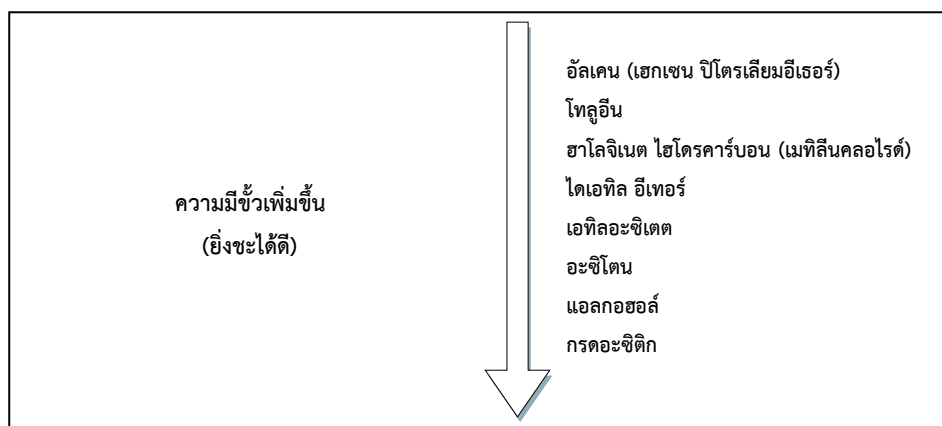 ความมีขั้วเพิ่มขึ้น
(ยิ่งชะได้ดี)
อัลเคน (เฮกเซน ปิโตรเลียมอีเธอร์)
โทลูอีน
ฮาโลจิเนต ไฮโดรคาร์บอน (เมทิลีนคลอไรด์)
ไดเอทิล อีเทอร์
เอทิลอะซิเตต
อะซิโตน
แอลกอฮอล์
กรดอะซิติก